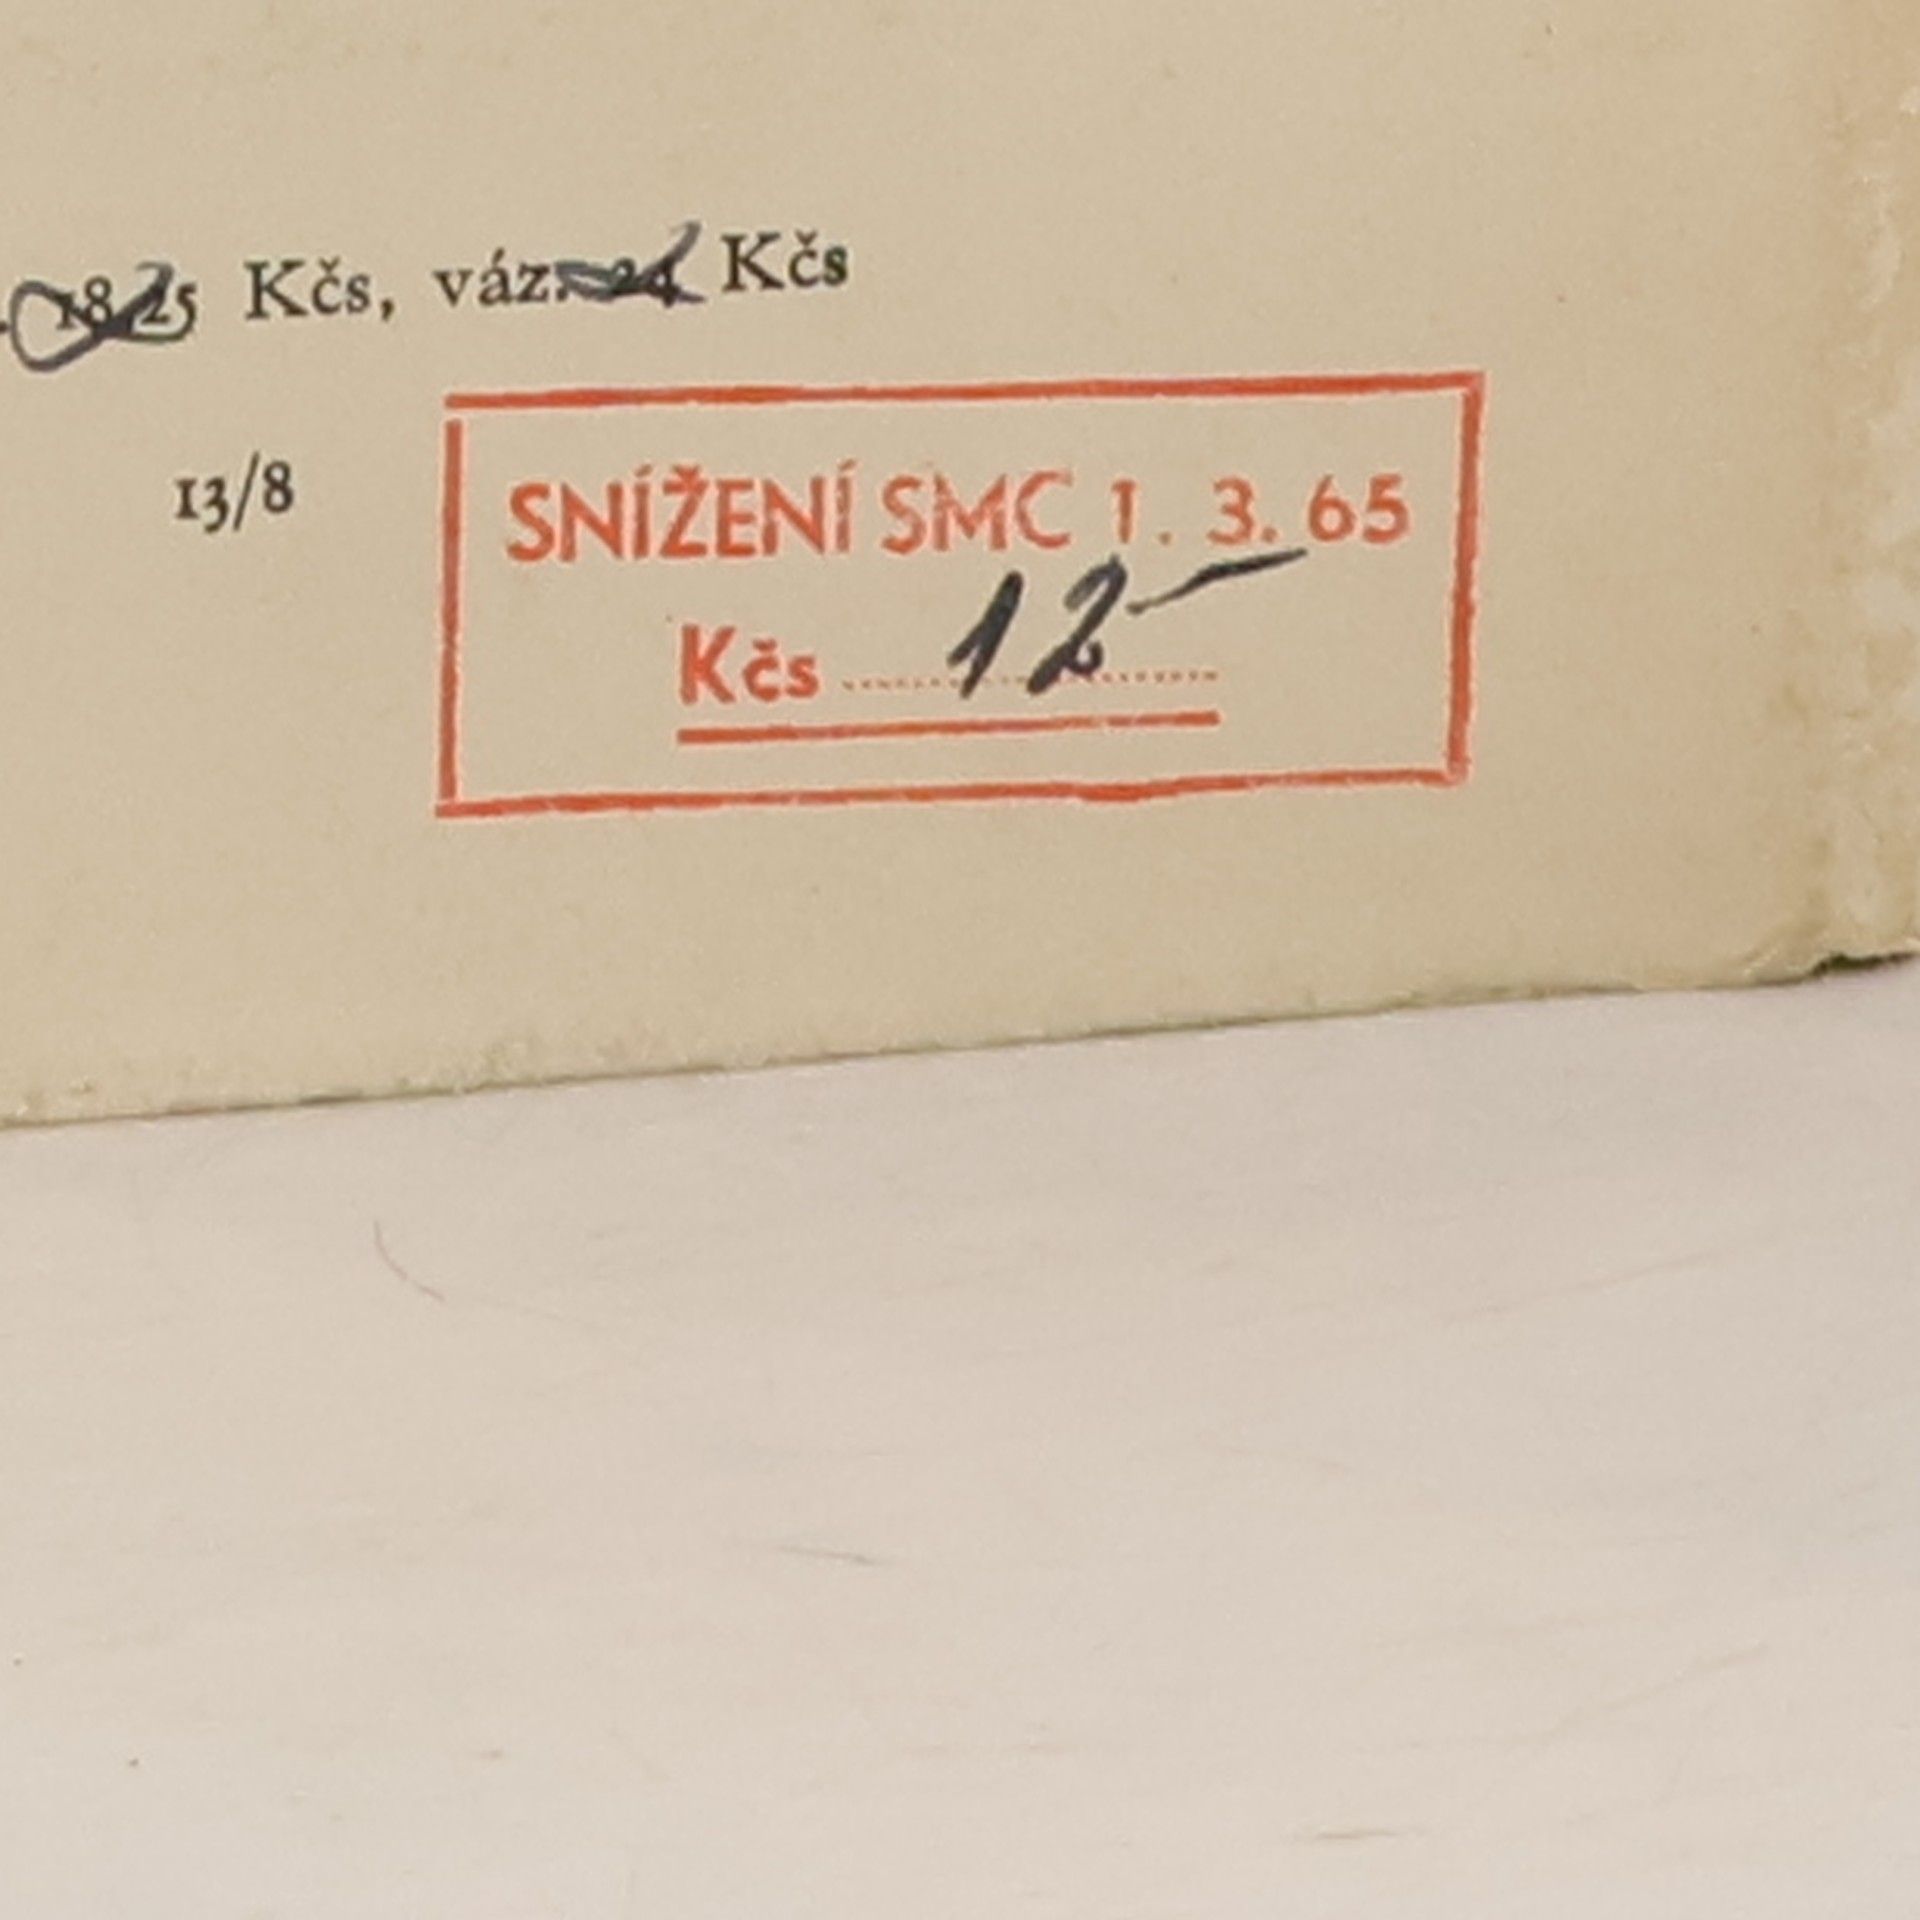 18,25 Kčs, váz. 24 Kčs
13/8
SNÍŽENÍ SMC 1. 3. 65
Kčs 12-